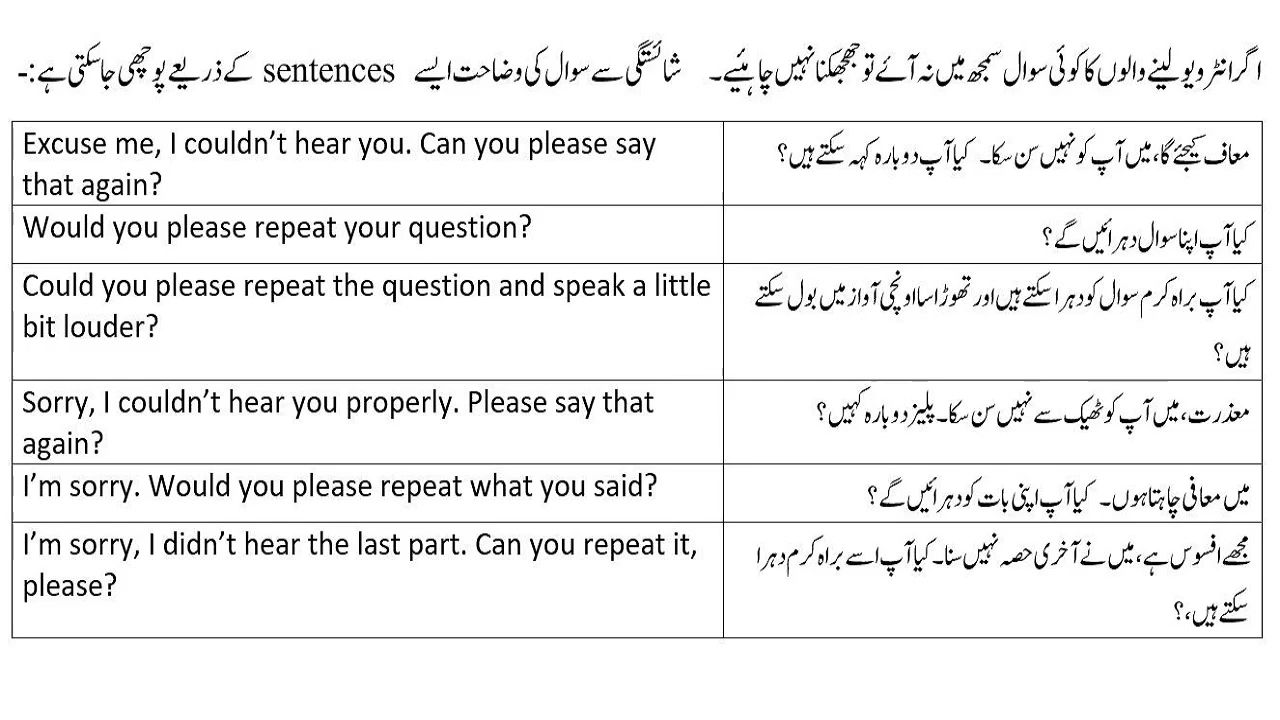 اگر انٹرویو لینے والوں کا کوئی سوال سمجھ میں نہ آئے تو جھجھکنا نہیں چاہئیے۔ شائستگی سے سوال کی وضاحت ایسے sentences کے ذریعے پوچھی جاسکتی ہے:-
Excuse me, I couldn’t hear you. Can you please say
that again?
معاف کیجئے گا، میں آپ کو نہیں سن سکا۔ کیا آپ دوبارہ کہہ سکتے ہیں؟
Would you please repeat your question?
کیا آپ اپنا سوال دہرائیں گے؟
Could you please repeat the question and speak a little
bit louder?
کیا آپ براہ کرم سوال کو دہرا سکتے ہیں اور تھوڑا سا اونچی آواز میں بول سکتے
ہیں؟
Sorry, I couldn’t hear you properly. Please say that
again?
معذرت، میں آپ کو ٹھیک سے نہیں سن سکا۔ پلیز دوبارہ کہیں؟
I’m sorry. Would you please repeat what you said?
میں معافی چاہتا ہوں۔ کیا آپ اپنی بات کو دہرائیں گے؟
I’m sorry, I didn’t hear the last part. Can you repeat it,
please?
مجھے افسوس ہے، میں نے آخری حصہ نہیں سنا۔ کیا آپ اسے براہ کرم دہرا
سکتے ہیں،؟